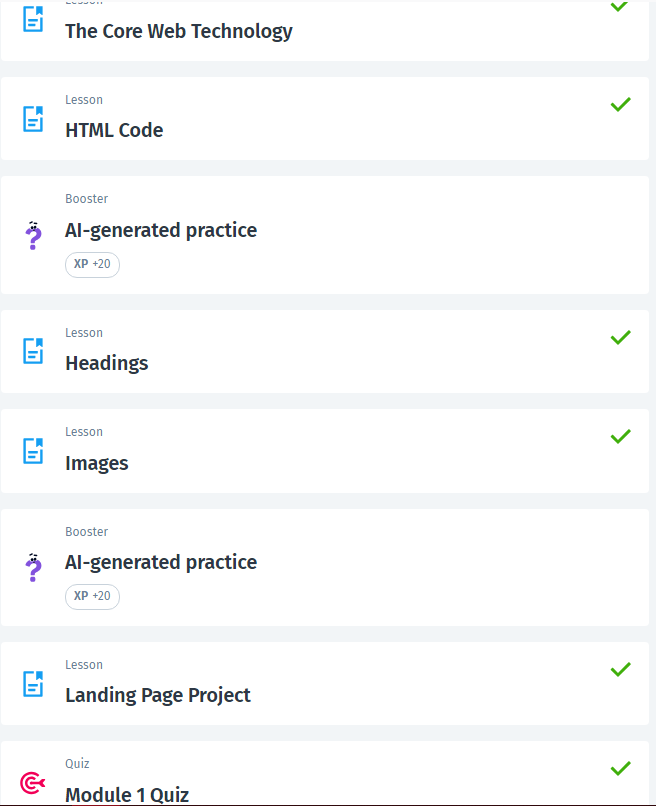 Lesson
The Core Web Technology
Lesson
HTML Code
Booster
AI-generated practice
XP +20
Lesson
Headings
Lesson
Images
Booster
AI-generated practice
XP +20
Lesson
Landing Page Project
Quiz
Module 1 Quiz